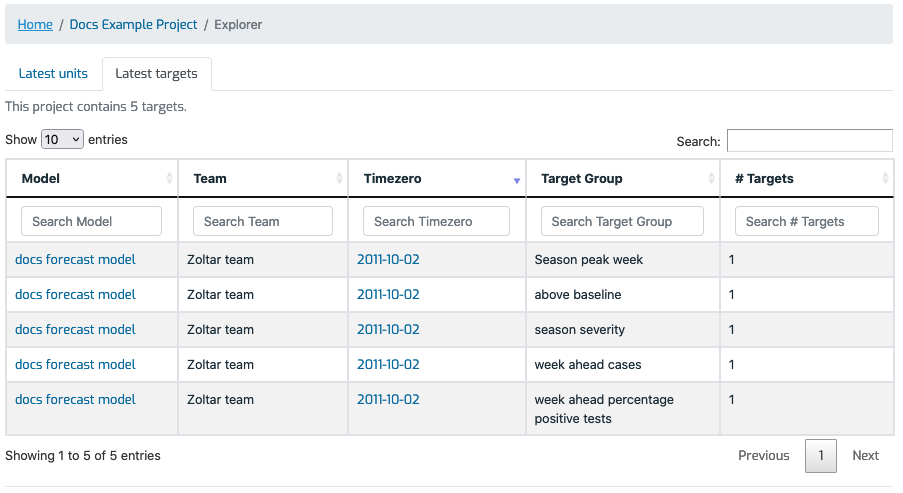 Home / Docs Example Project / Explorer
Latest units Latest targets
This project contains 5 targets.
Show 10 entries Search:
Model Team Timezero Target Group # Targets
Search Model Search Team Search Timezero Search Target Group Search # Targets
docs forecast model Zoltar team 2011-10-02 Season peak week 1
docs forecast model Zoltar team 2011-10-02 above baseline 1
docs forecast model Zoltar team 2011-10-02 season severity 1
docs forecast model Zoltar team 2011-10-02 week ahead cases 1
docs forecast model Zoltar team 2011-10-02 week ahead percentage 1
positive tests
Showing 1 to 5 of 5 entries Previous 1 Next